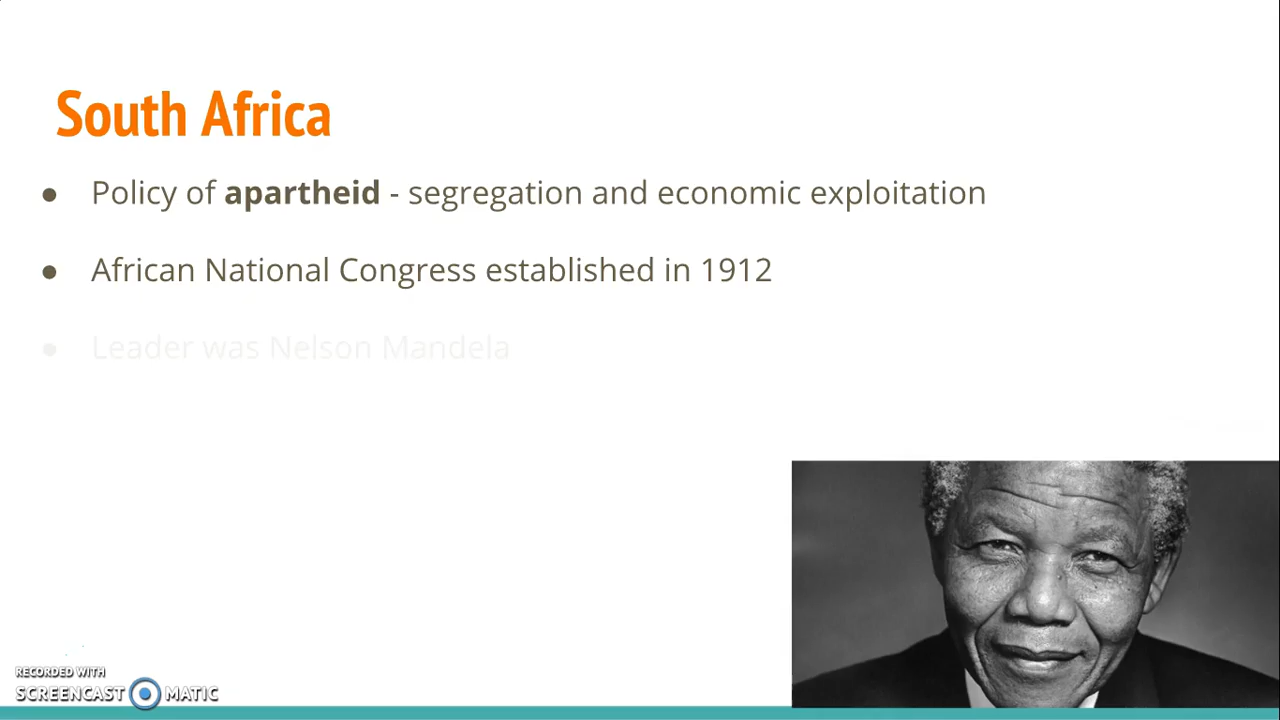 South Africa
● Policy of apartheid - segregation and economic exploitation
● African National Congress established in 1912
● Leader was Nelson Mandela
RECORDED WITH
SCREENCAST MATIC